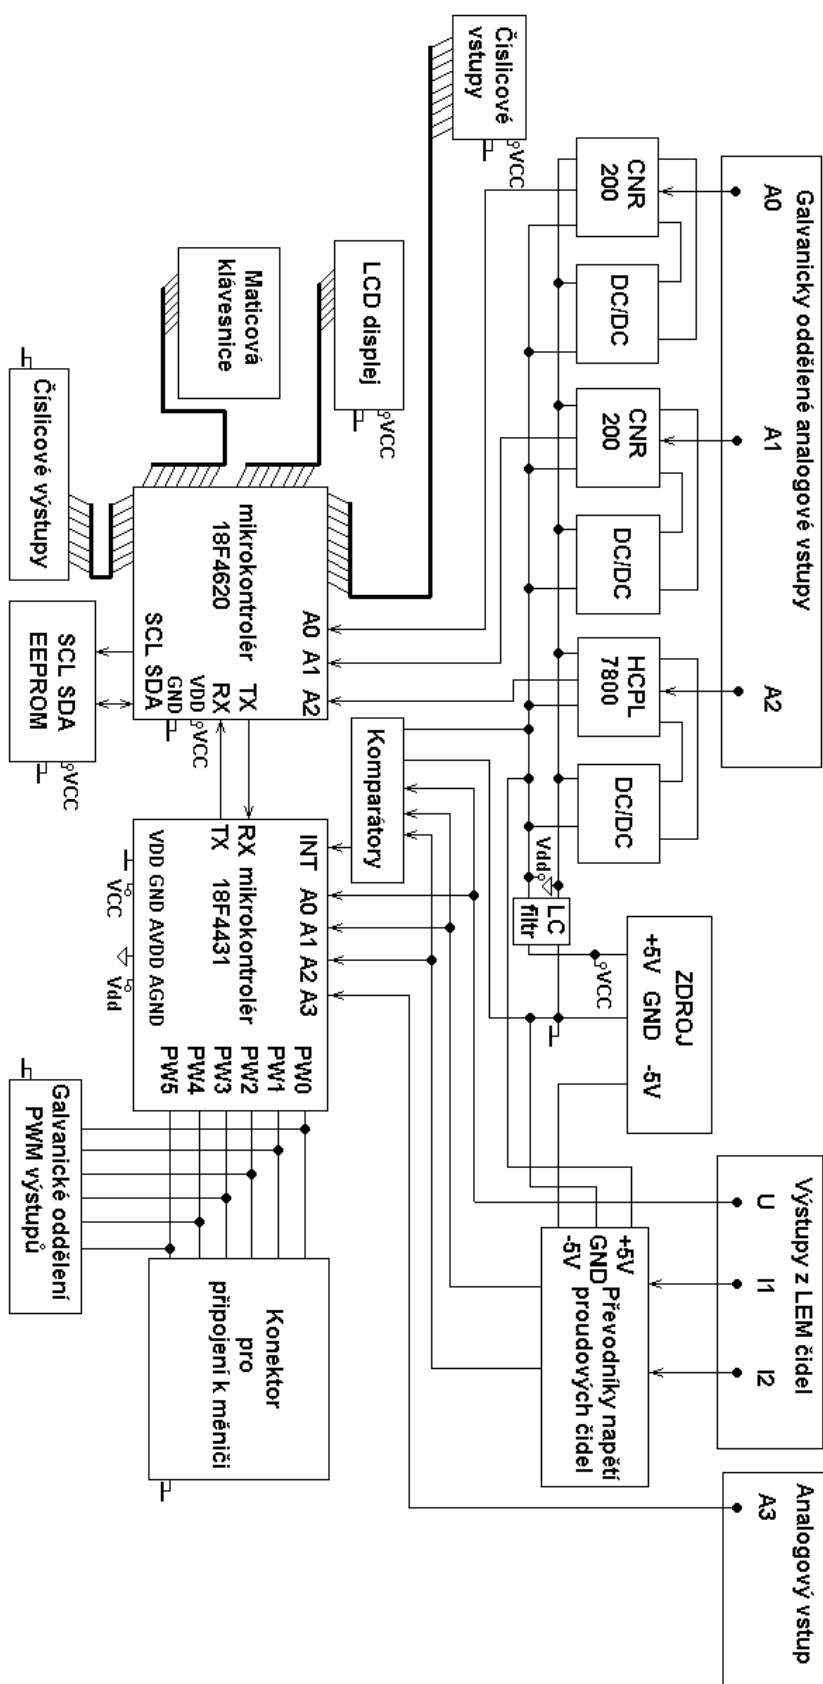 Galvanicky oddělené analogové vstupy
A0
A1
A2
Výstupy z LEM čidel
U
I1
I2
Analogový vstup
A3
CNR
200
DC/DC
CNR
200
DC/DC
HCPL
7800
DC/DC
ZDROJ
+5V
GND
-5V
VCC
LC
filtr
Vdd
+5V
GND
-5V
Převodníky napětí
proudových čidel
Číslicové
vstupy
VCC
LCD displej
VCC
Maticová
klávesnice
Komparátory
A0
A1
A2
mikrokontrolér
18F4620
TX
RX
VDD
GND
VCC
SCL SDA
INT
A0
A1
A2
A3
RX
mikrokontrolér
TX
18F4431
VDD
GND
AVDD
AGND
VCC
Vdd
PW0
PW1
PW2
PW3
PW4
PW5
Konektor
pro
připojení k měniči
Číslicové výstupy
SCL SDA
EEPROM
VCC
Galvanické oddělení
PWM výstupů